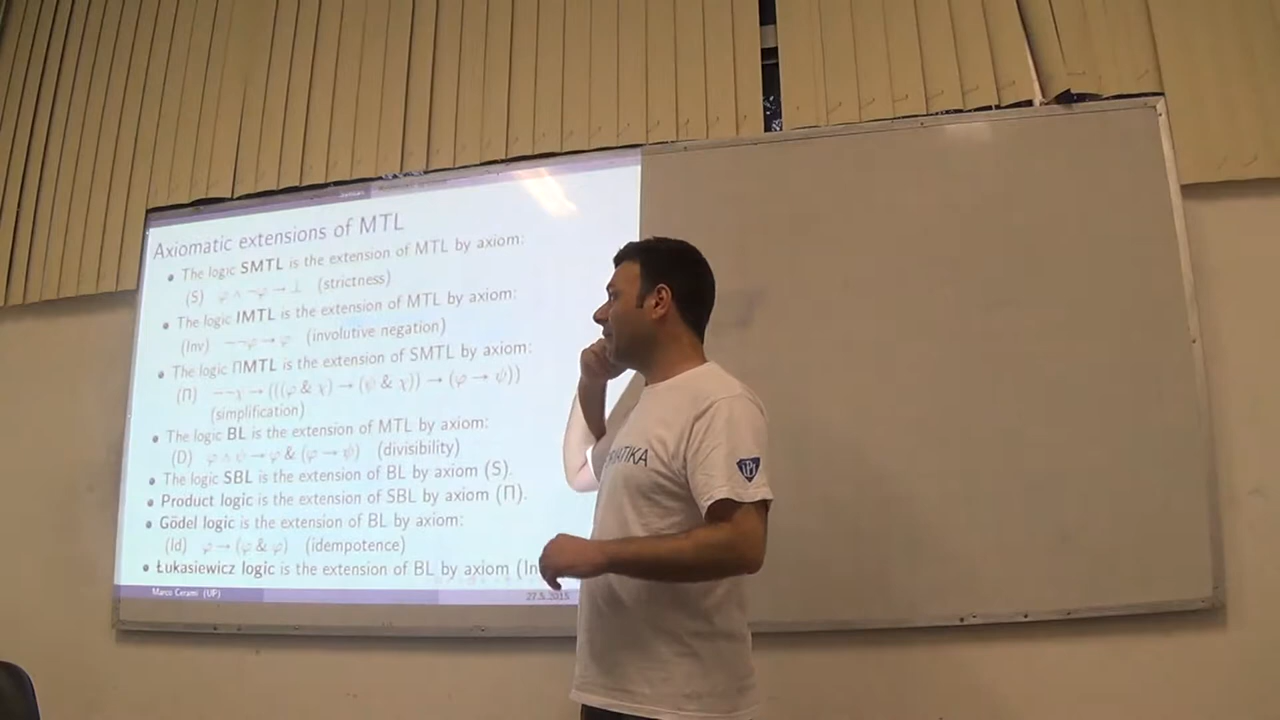 Axiomatic extensions of MTL
The logic SMTL is the extension of MTL by axiom:
(S) φ ∧ ¬φ → ⊥ (strictness)
The logic IMTL is the extension of MTL by axiom:
(Inv) ¬¬φ → φ (involutive negation)
The logic ΠMTL is the extension of SMTL by axiom:
(Π) ¬¬χ → (((φ & χ) → (ψ & χ)) → (φ → ψ))
(simplification)
The logic BL is the extension of MTL by axiom:
(D) φ ∧ ψ → φ & (φ → ψ) (divisibility)
The logic SBL is the extension of BL by axiom (S).
Product logic is the extension of SBL by axiom (Π).
Gödel logic is the extension of BL by axiom:
(Id) φ → (φ & φ) (idempotence)
Łukasiewicz logic is the extension of BL by axiom (In
Marco Cerami (UP)
27.5.2015